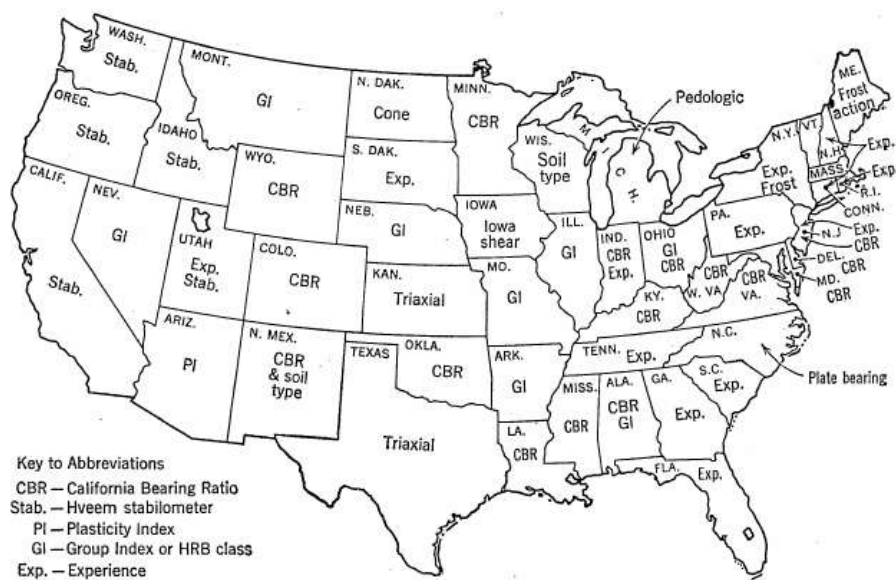 WASH.
Stab.
OREG.
Stab.
CALIF.
Stab.
IDAHO
Stab.
NEV.
GI
MONT.
GI
WYO.
CBR
UTAH
Exp.
Stab.
COLO.
CBR
ARIZ.
PI
N. MEX.
CBR
& soil
type
N. DAK.
Cone
S. DAK.
Exp.
NEB.
GI
KAN.
Triaxial
OKLA.
CBR
TEXAS
Triaxial
MINN.
CBR
IOWA
Iowa
shear
MO.
GI
ARK.
GI
LA.
CBR
WIS.
Soil
type
ILL.
GI
M I C H.
Pedologic
IND.
CBR
Exp.
OHIO
GI
CBR
KY.
CBR
TENN.
Exp.
MISS.
CBR
ALA.
CBR
GI
GA.
Exp.
FLA.
Exp.
S.C.
Exp.
N.C.
Plate bearing
W. VA
CBR
VA.
CBR
PA.
Exp.
N.Y.
Exp.
Frost
VT.
N.H.
ME.
Frost
action
Exp.
MASS
Exp.
R.I.
CONN.
Exp.
N.J
CBR
DEL.
CBR
MD.
CBR
Key to Abbreviations
CBR — California Bearing Ratio
Stab. — Hveem stabilometer
PI — Plasticity Index
GI — Group Index or HRB class
Exp. — Experience